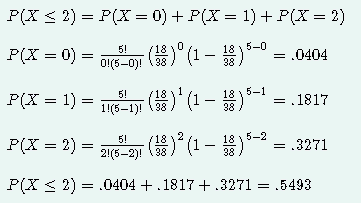 P(X ≤ 2) = P(X = 0) + P(X = 1) + P(X = 2)
P(X = 0) = 5!/0!(5−0)! (18/38)^0 (1 − 18/38)^5−0 = .0404
P(X = 1) = 5!/1!(5−1)! (18/38)^1 (1 − 18/38)^5−1 = .1817
P(X = 2) = 5!/2!(5−2)! (18/38)^2 (1 − 18/38)^5−2 = .3271
P(X ≤ 2) = .0404 + .1817 + .3271 = .5493